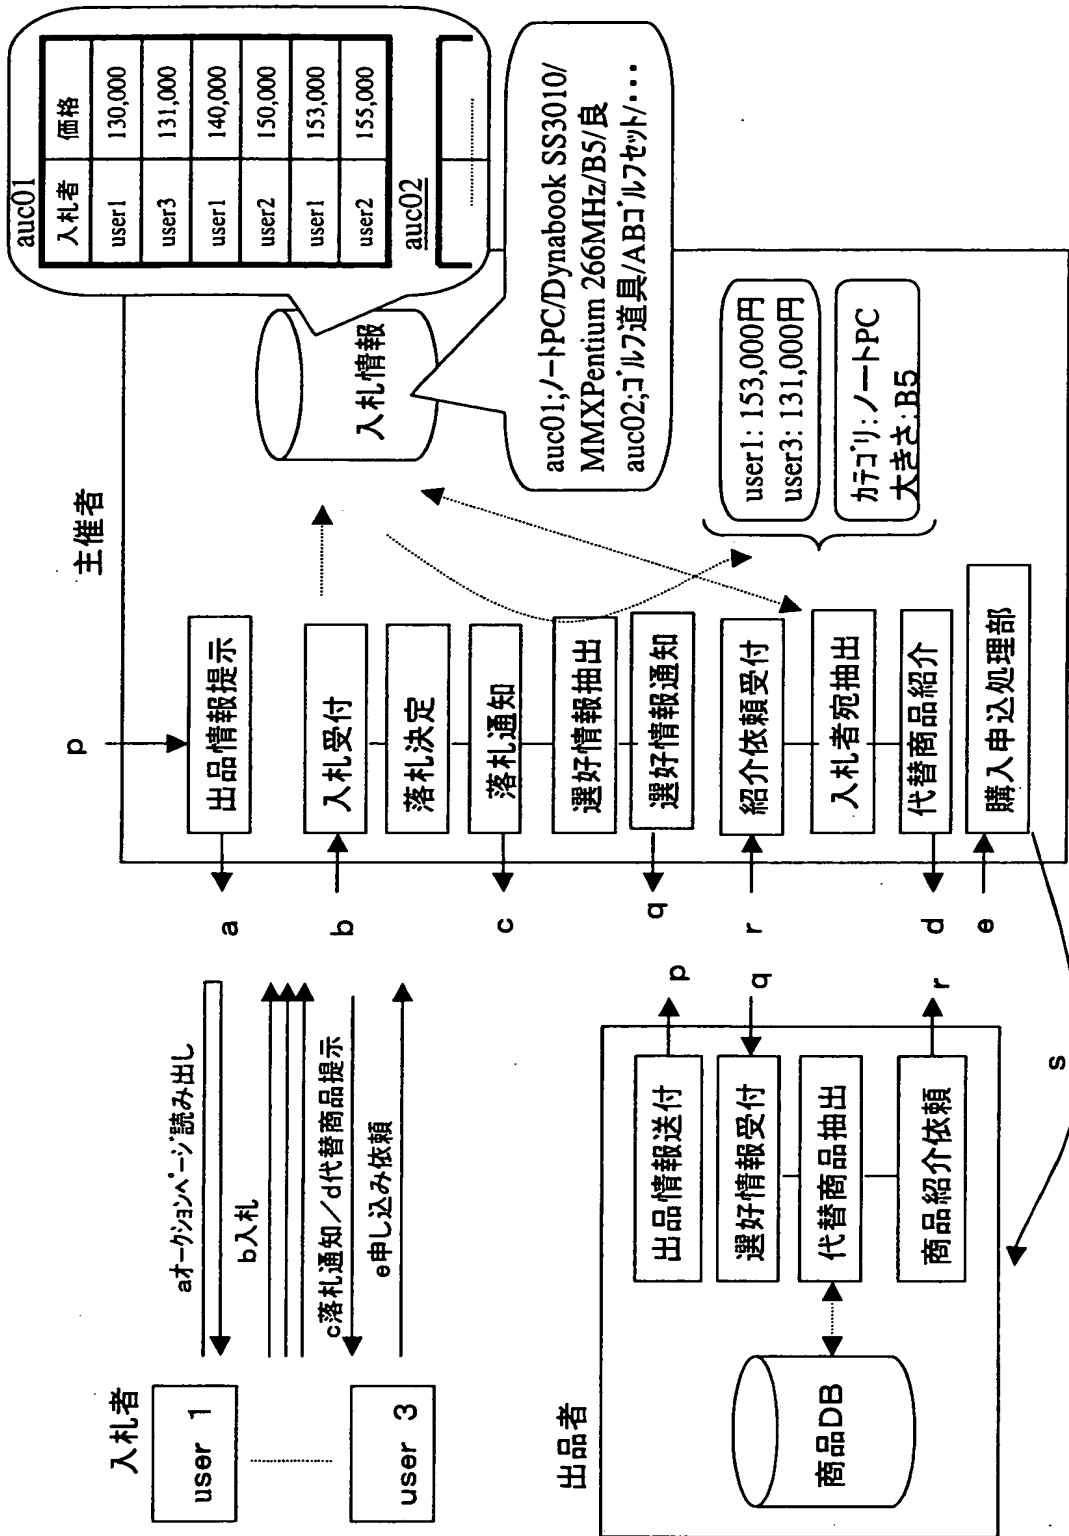 入札者
user 1
user 3
aオークションページ読み出し
b入札
c落札通知／d代替商品提示
e申し込み依頼
出品者
商品DB
出品情報送付
選好情報受付
代替商品抽出
商品紹介依頼
p
q
r
s
主催者
p
出品情報提示
入札受付
落札決定
落札通知
選好情報抽出
選好情報通知
紹介依頼受付
入札者宛抽出
代替商品紹介
購入申込処理部
a
b
c
q
r
d
e
入札情報
auc01
入札者 価格
user1 130,000
user3 131,000
user1 140,000
user2 150,000
user1 153,000
user2 155,000
auc02
auc01;ノートPC/Dynabook SS3010/
MMXPentium 266MHz/B5/良
auc02;ゴルフ道具/ABゴルフセット/・・・
user1: 153,000円
user3: 131,000円
カテゴリ:ノートPC
大きさ:B5